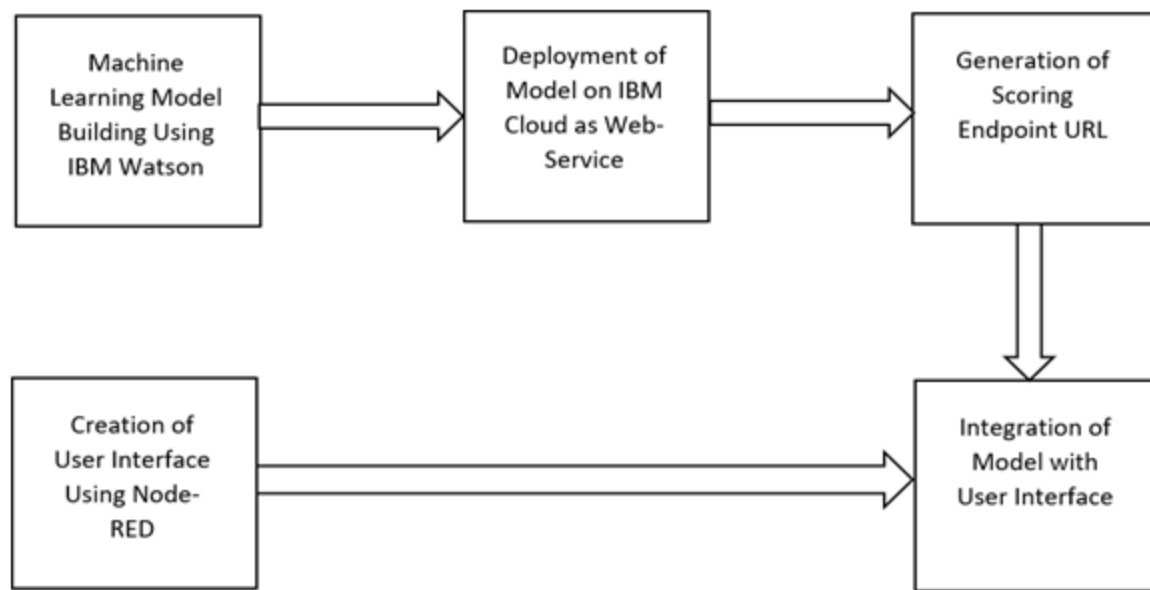 Machine
Learning Model
Building Using
IBM Watson
Deployment of
Model on IBM
Cloud as Web-
Service
Generation of
Scoring
Endpoint URL
Creation of
User Interface
Using Node-
RED
Integration of
Model with
User Interface